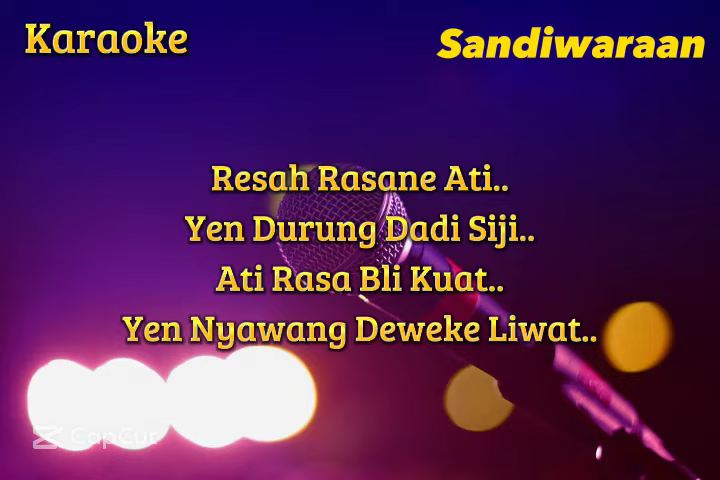 Karaoke
Sandiwaraan
Resah Rasane Ati..
Yen Durung Dadi Siji..
Ati Rasa Bli Kuat..
Yen Nyawang Deweke Liwat..
CapCut